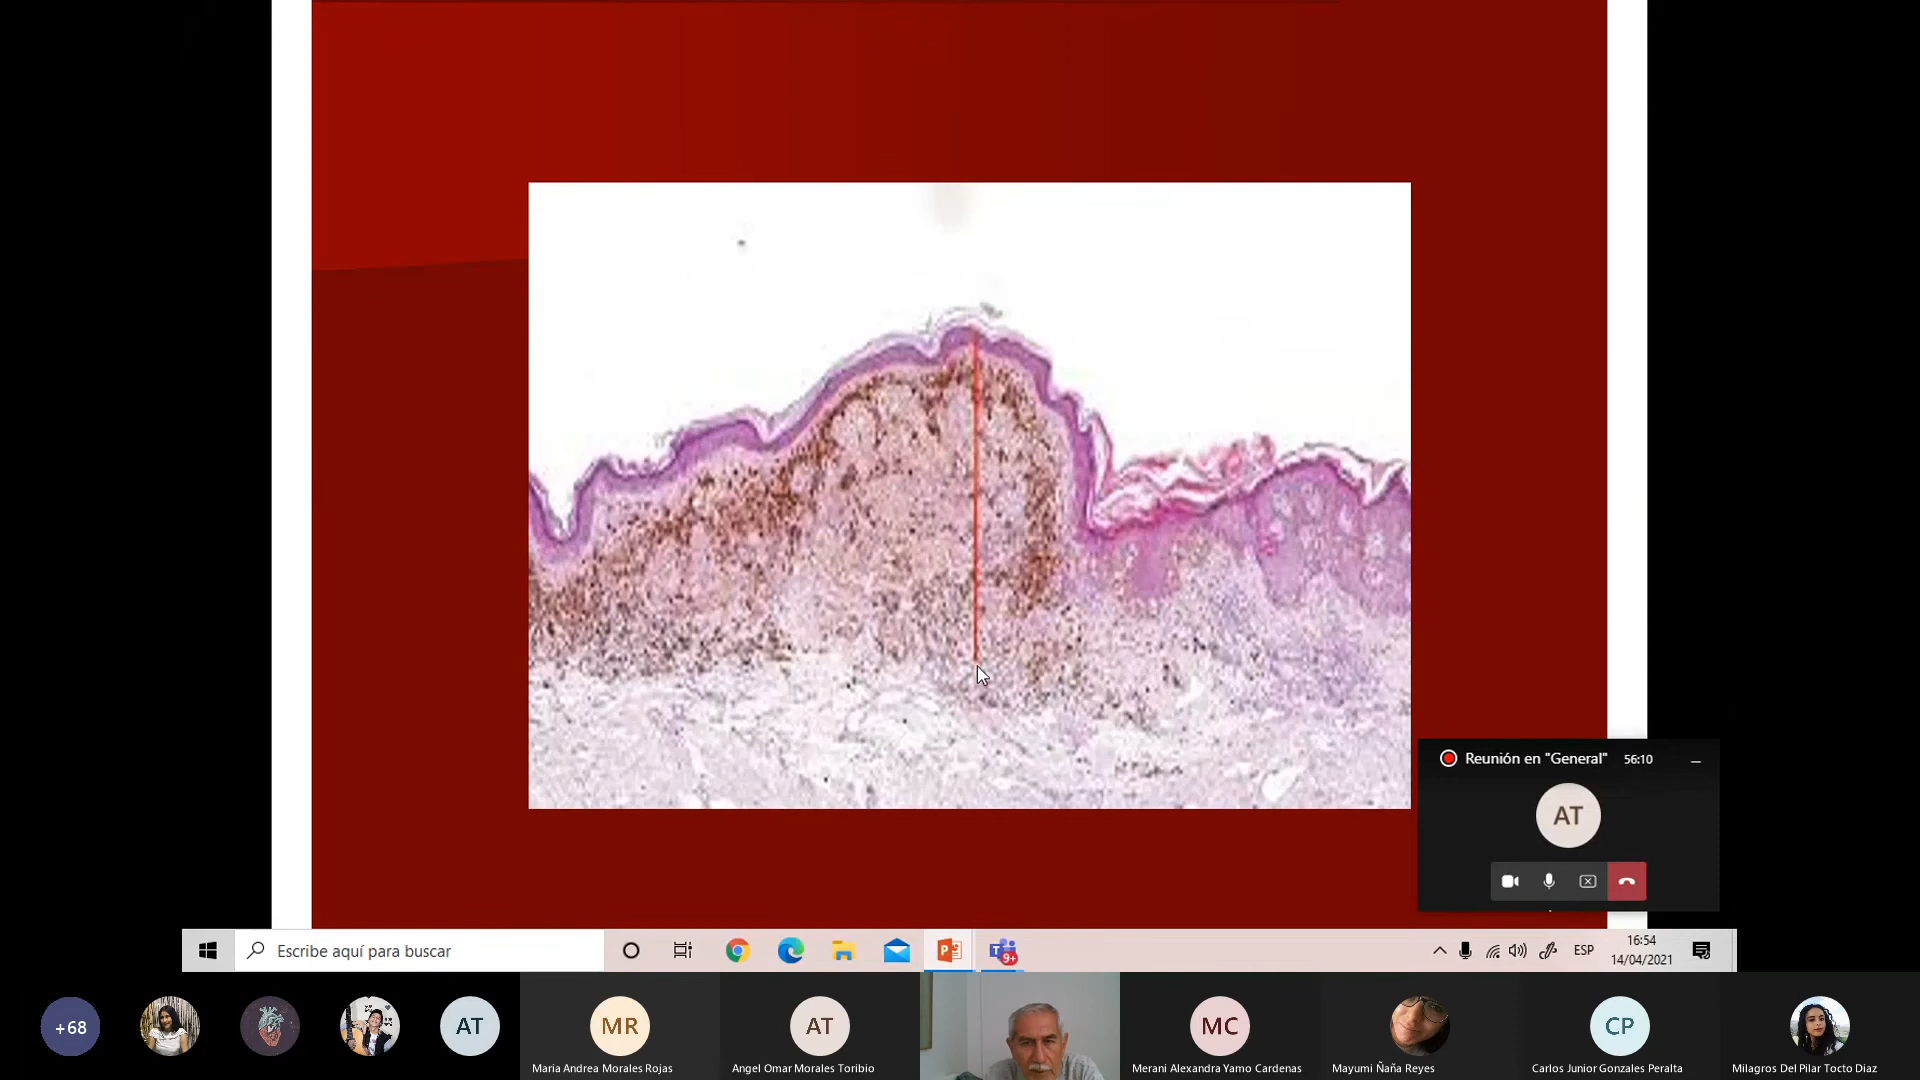 Reunión en "General" 56:10
AT
Escribe aquí para buscar
9+
ESP
16:54
14/04/2021
+68
AT
MR
AT
MC
CP
Maria Andrea Morales Rojas
Angel Omar Morales Toribio
Merani Alexandra Yamo Cardenas
Mayumi Ñaña Reyes
Carlos Junior Gonzales Peralta
Milagros Del Pilar Tocto Diaz